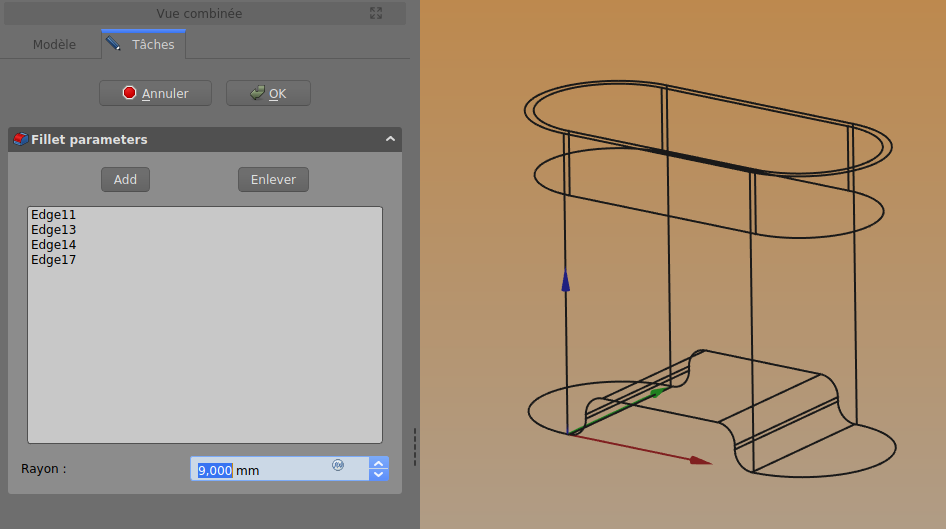 Vue combinée
Modèle
Tâches
Annuler
OK
Fillet parameters
Add
Enlever
Edge11
Edge13
Edge14
Edge17
Rayon :
9,000 mm